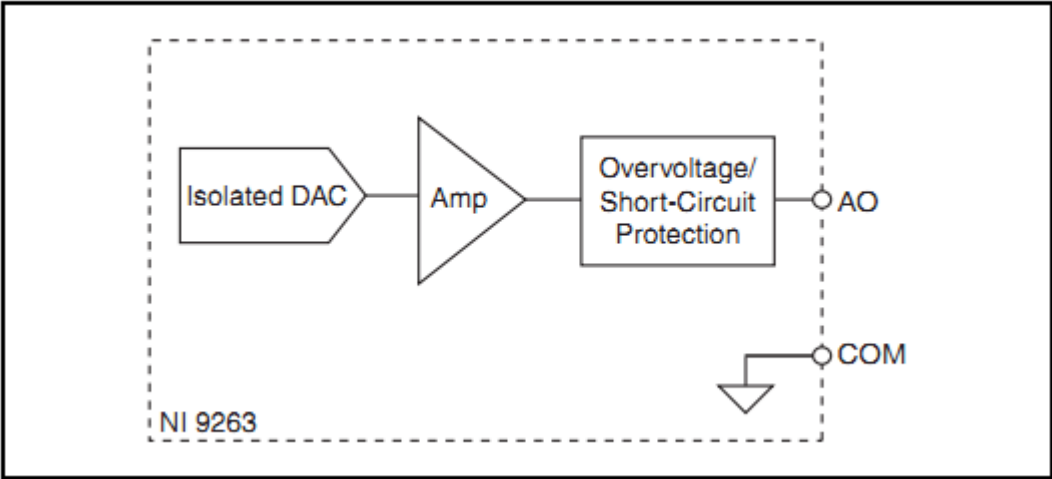 Isolated DAC
Amp
Overvoltage/
Short-Circuit
Protection
AO
COM
NI 9263